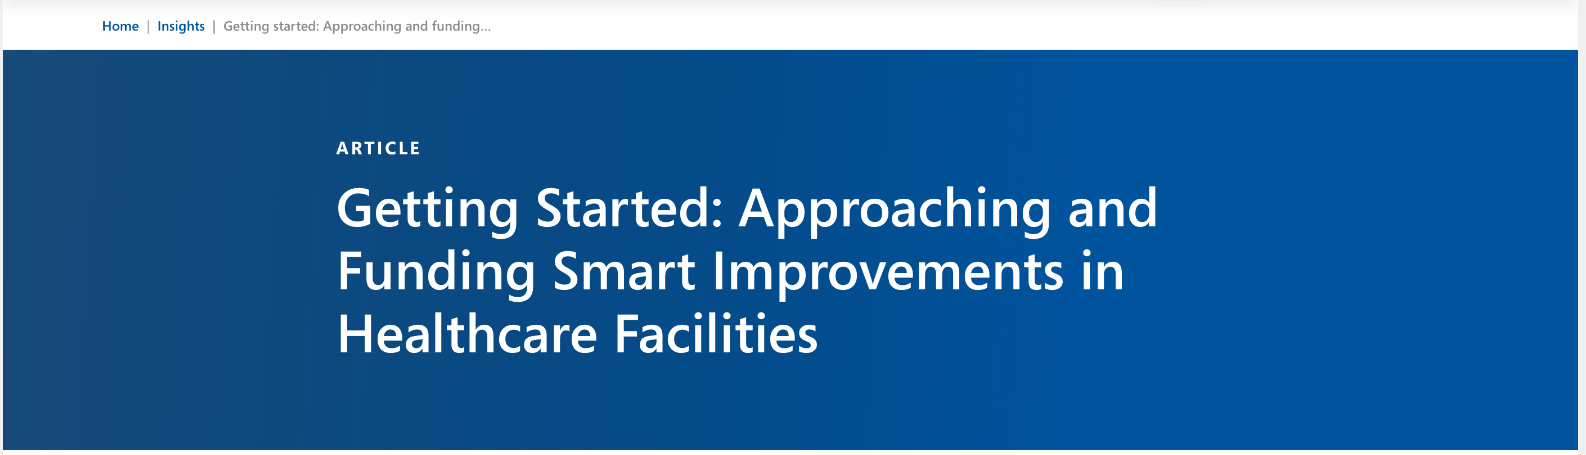 Home | Insights | Getting started: Approaching and funding...
ARTICLE
Getting Started: Approaching and
Funding Smart Improvements in
Healthcare Facilities